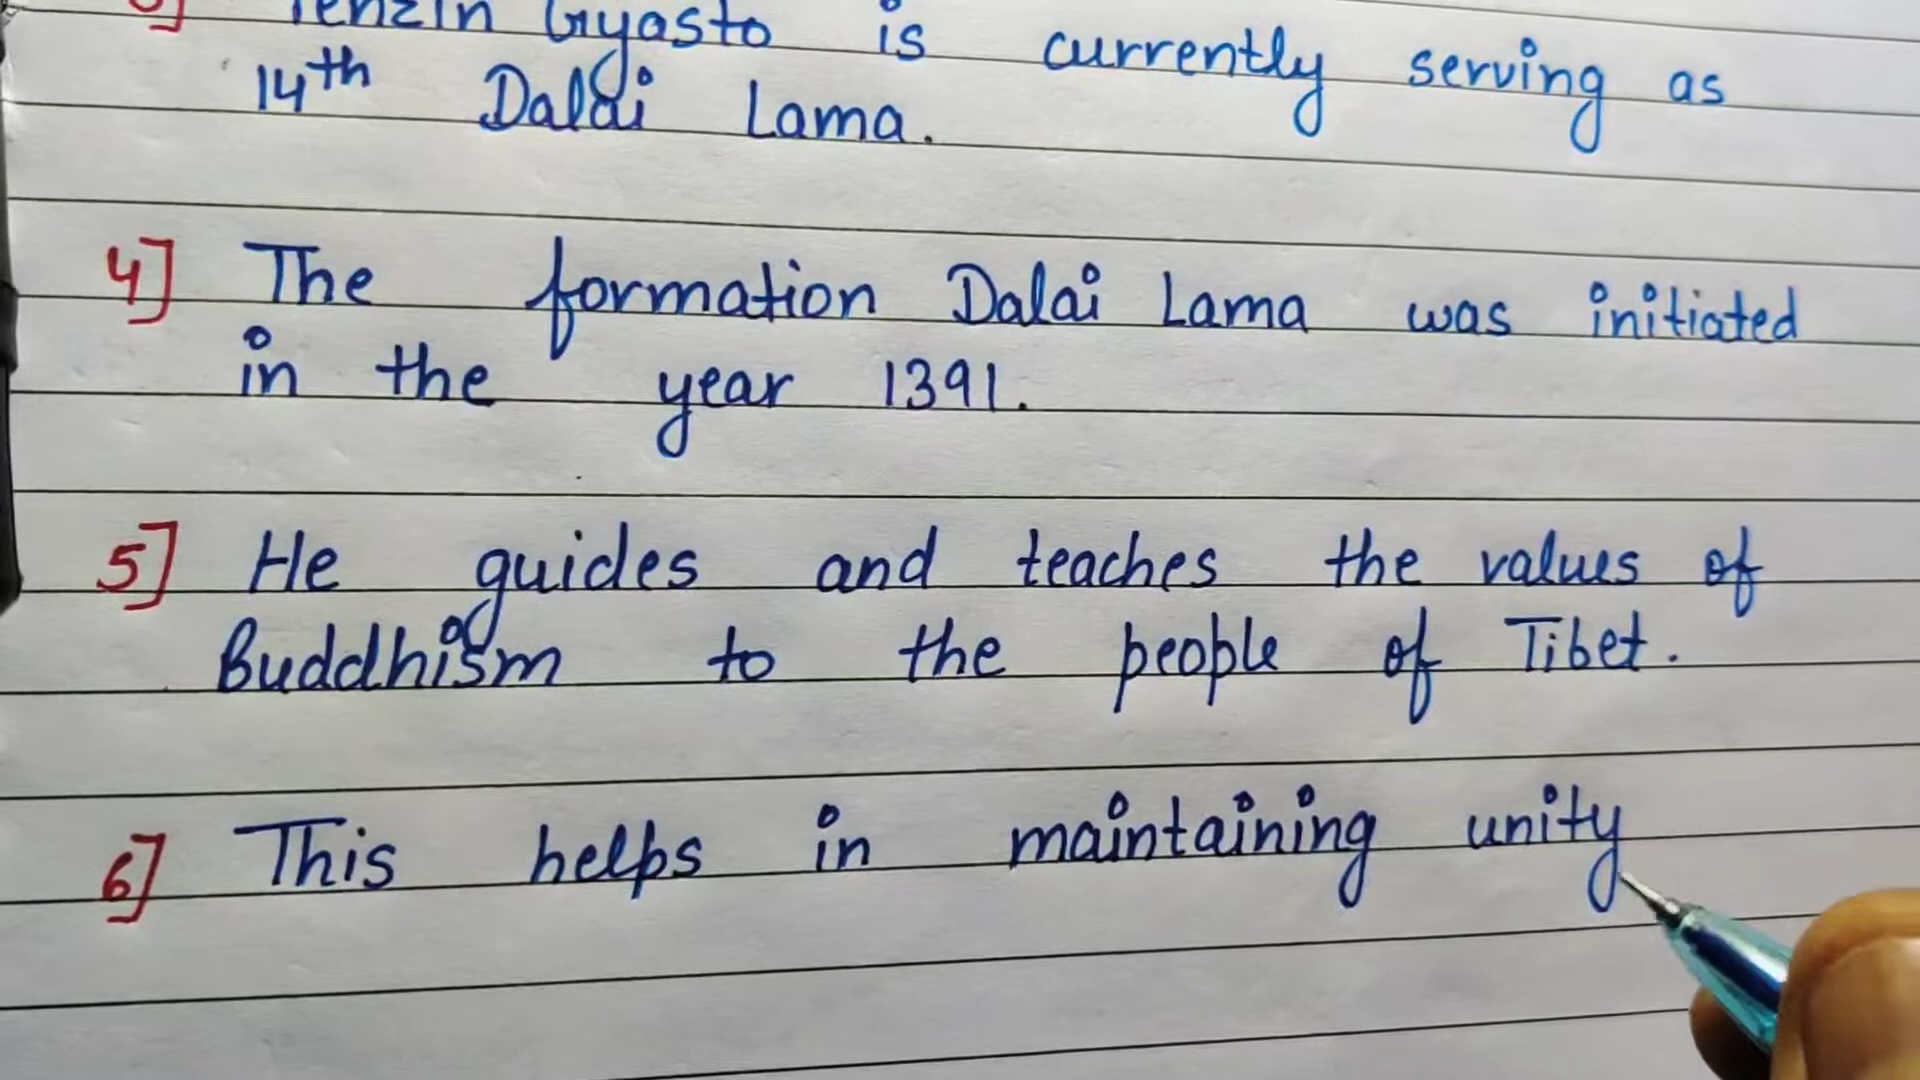 3] Tenzin Gyasto is currently serving as
14th Dalai Lama.
4] The formation Dalai Lama was initiated
in the year 1391.
5] He guides and teaches the values of
Buddhism to the people of Tibet.
6] This helps in maintaining unity